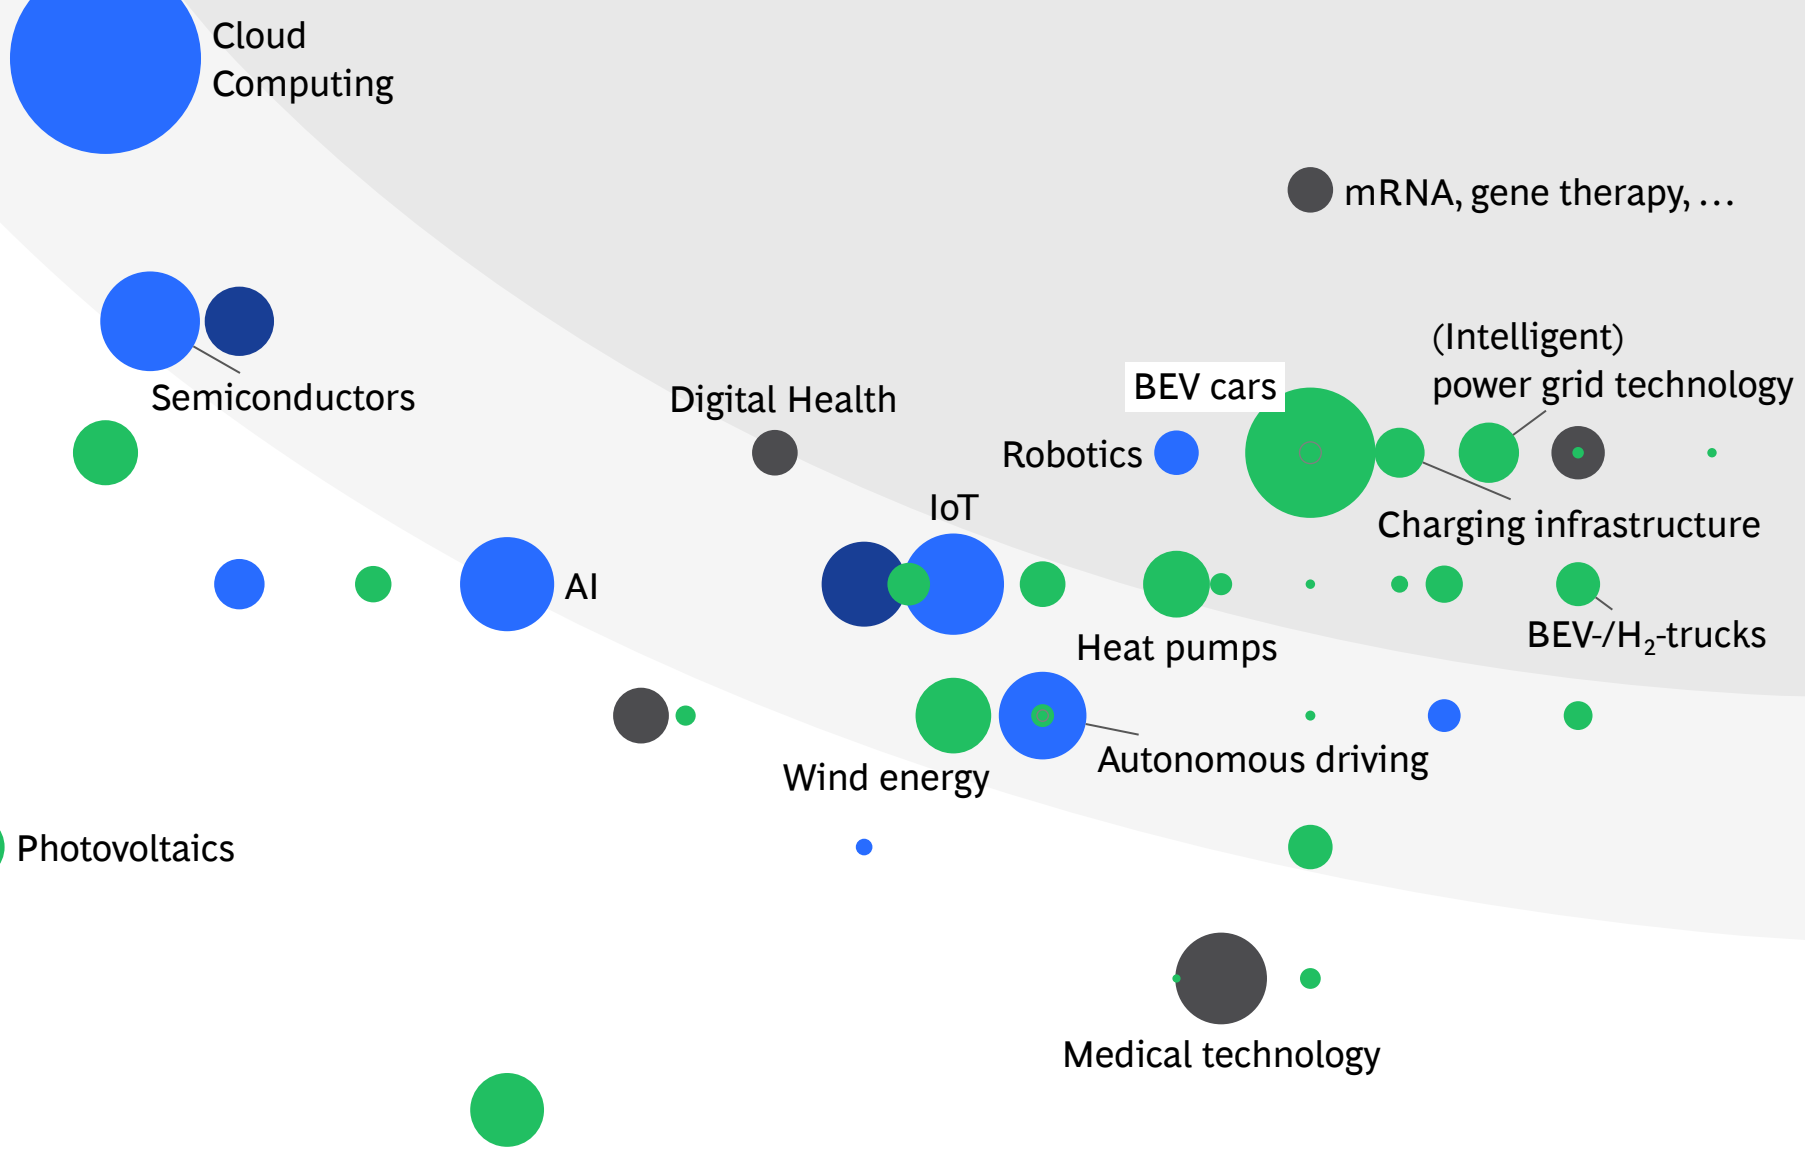 Cloud
Computing
mRNA, gene therapy, …
Semiconductors
Digital Health
BEV cars
(Intelligent)
power grid technology
Robotics
IoT
Charging infrastructure
AI
Heat pumps
BEV-/H₂-trucks
Wind energy
Autonomous driving
Photovoltaics
Medical technology